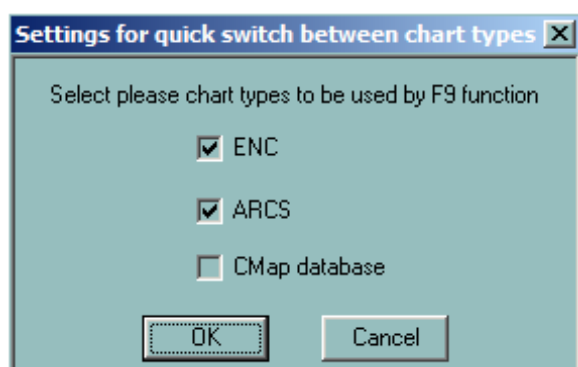 Settings for quick switch between chart types
Select please chart types to be used by F9 function
ENC
ARCS
CMap database
OK Cancel